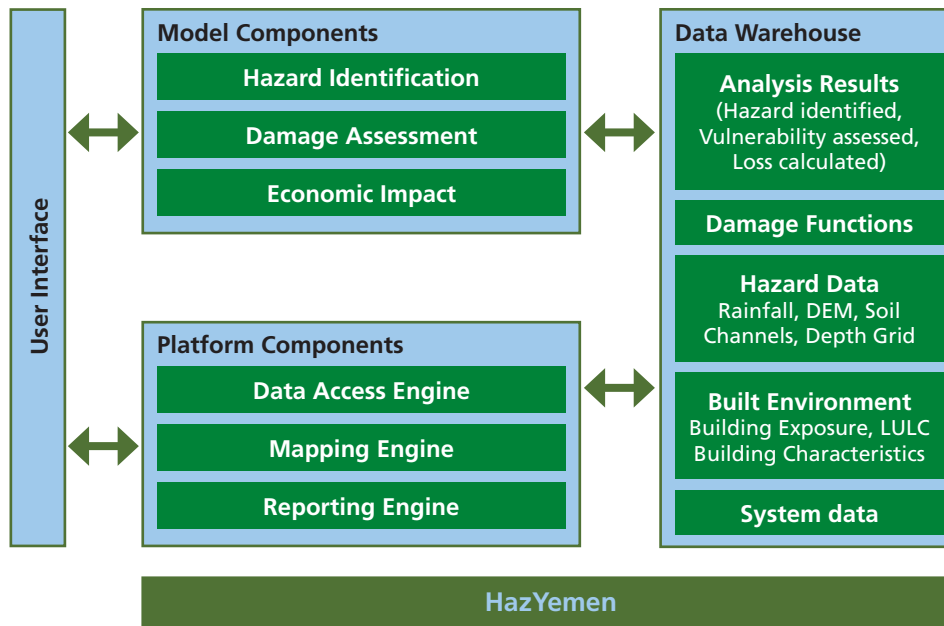 User Interface
Model Components
Hazard Identification
Damage Assessment
Economic Impact
Platform Components
Data Access Engine
Mapping Engine
Reporting Engine
Data Warehouse
Analysis Results
(Hazard identified,
Vulnerability assessed,
Loss calculated)
Damage Functions
Hazard Data
Rainfall, DEM, Soil
Channels, Depth Grid
Built Environment
Building Exposure, LULC
Building Characteristics
System data
HazYemen